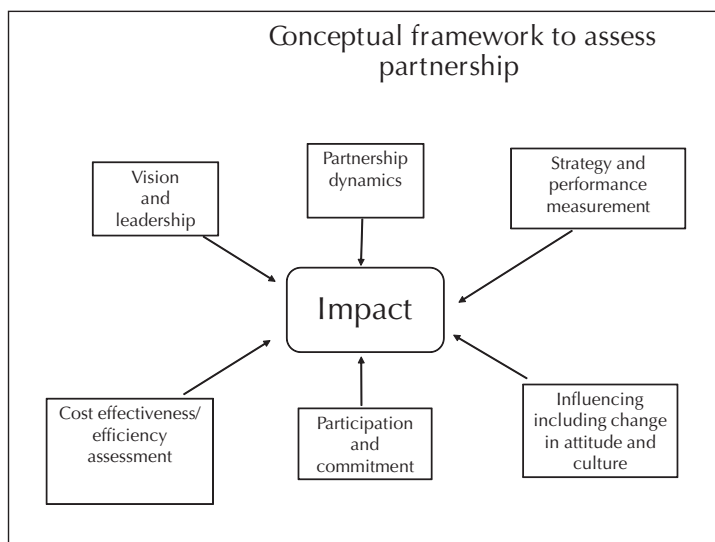 Conceptual framework to assess
partnership
Vision
and
leadership
Partnership
dynamics
Strategy and
performance
measurement
Impact
Cost effectiveness/
efficiency
assessment
Participation
and
commitment
Influencing
including change
in attitude and
culture